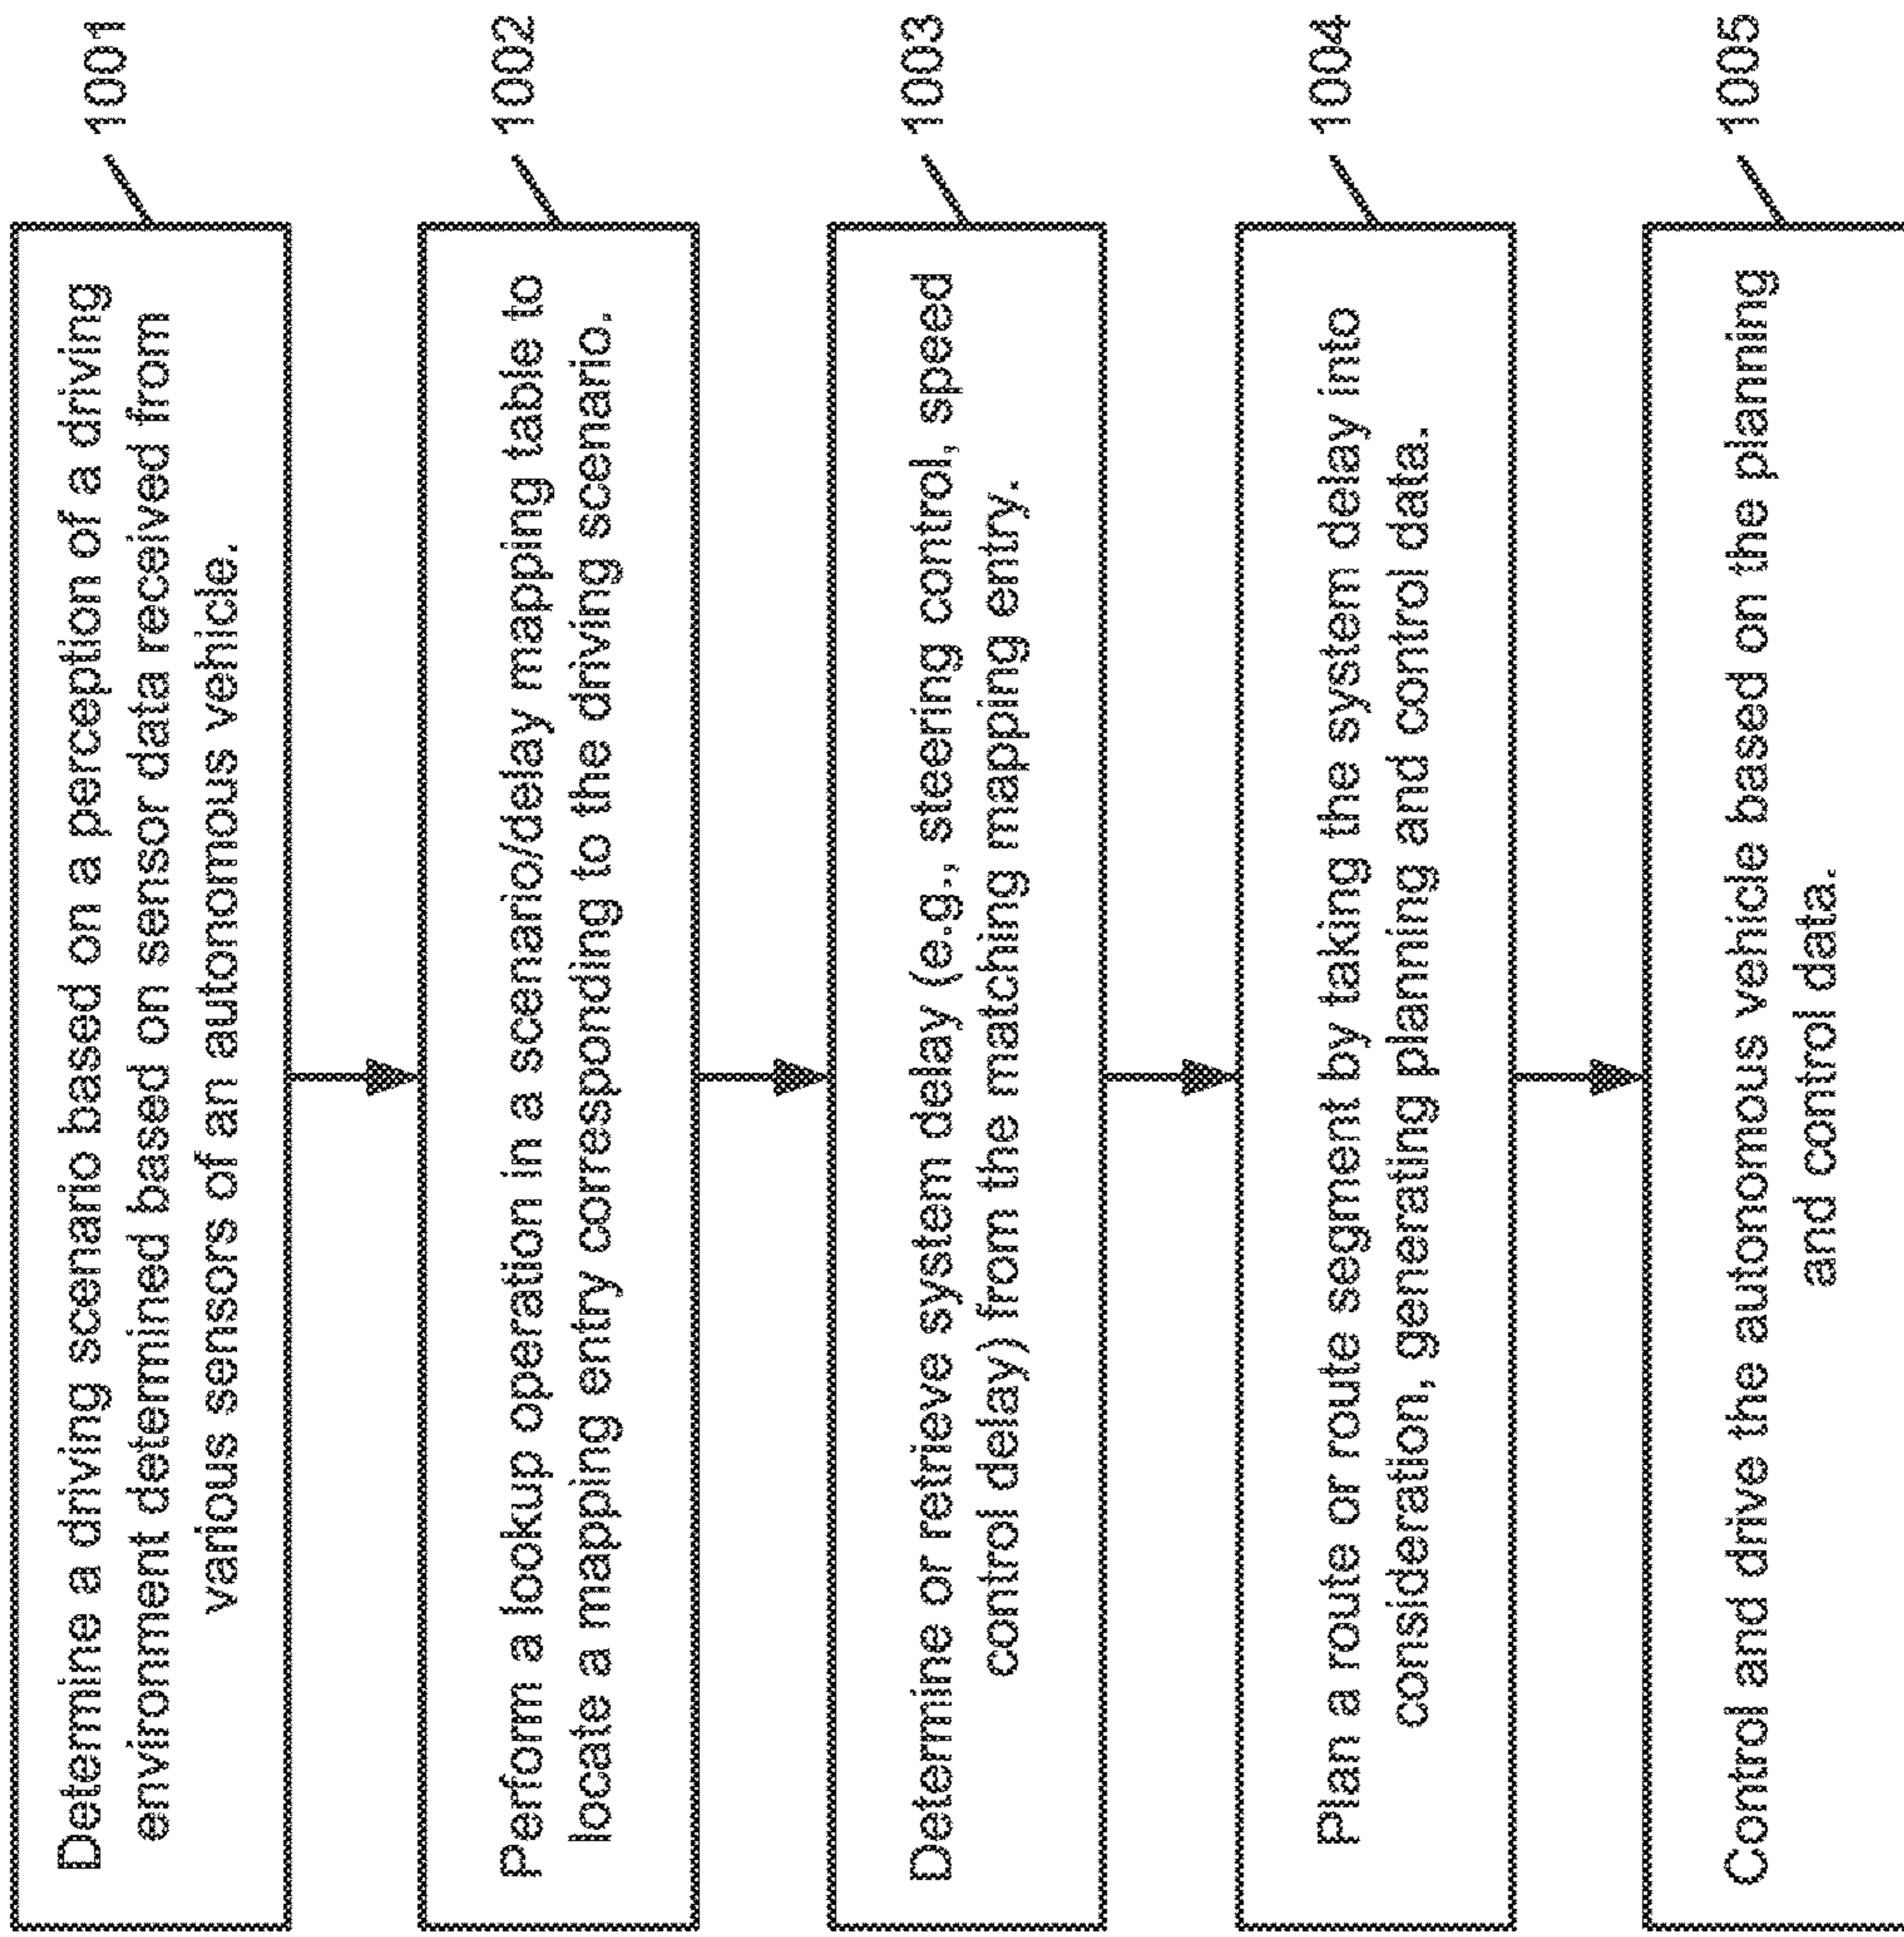 Determine a driving scenario based on a perception of a driving
environment determined based on sensor data received from
various sensors of an autonomous vehicle.
1001
Perform a lookup operation in a scenario/delay mapping table to
locate a mapping entry corresponding to the driving scenario.
1002
Determine or retrieve system delay (e.g., steering control, speed
control delay) from the matching mapping entry.
1003
Plan a route or route segment by taking the system delay into
consideration, generating planning and control data.
1004
Control and drive the autonomous vehicle based on the planning
and control data.
1005